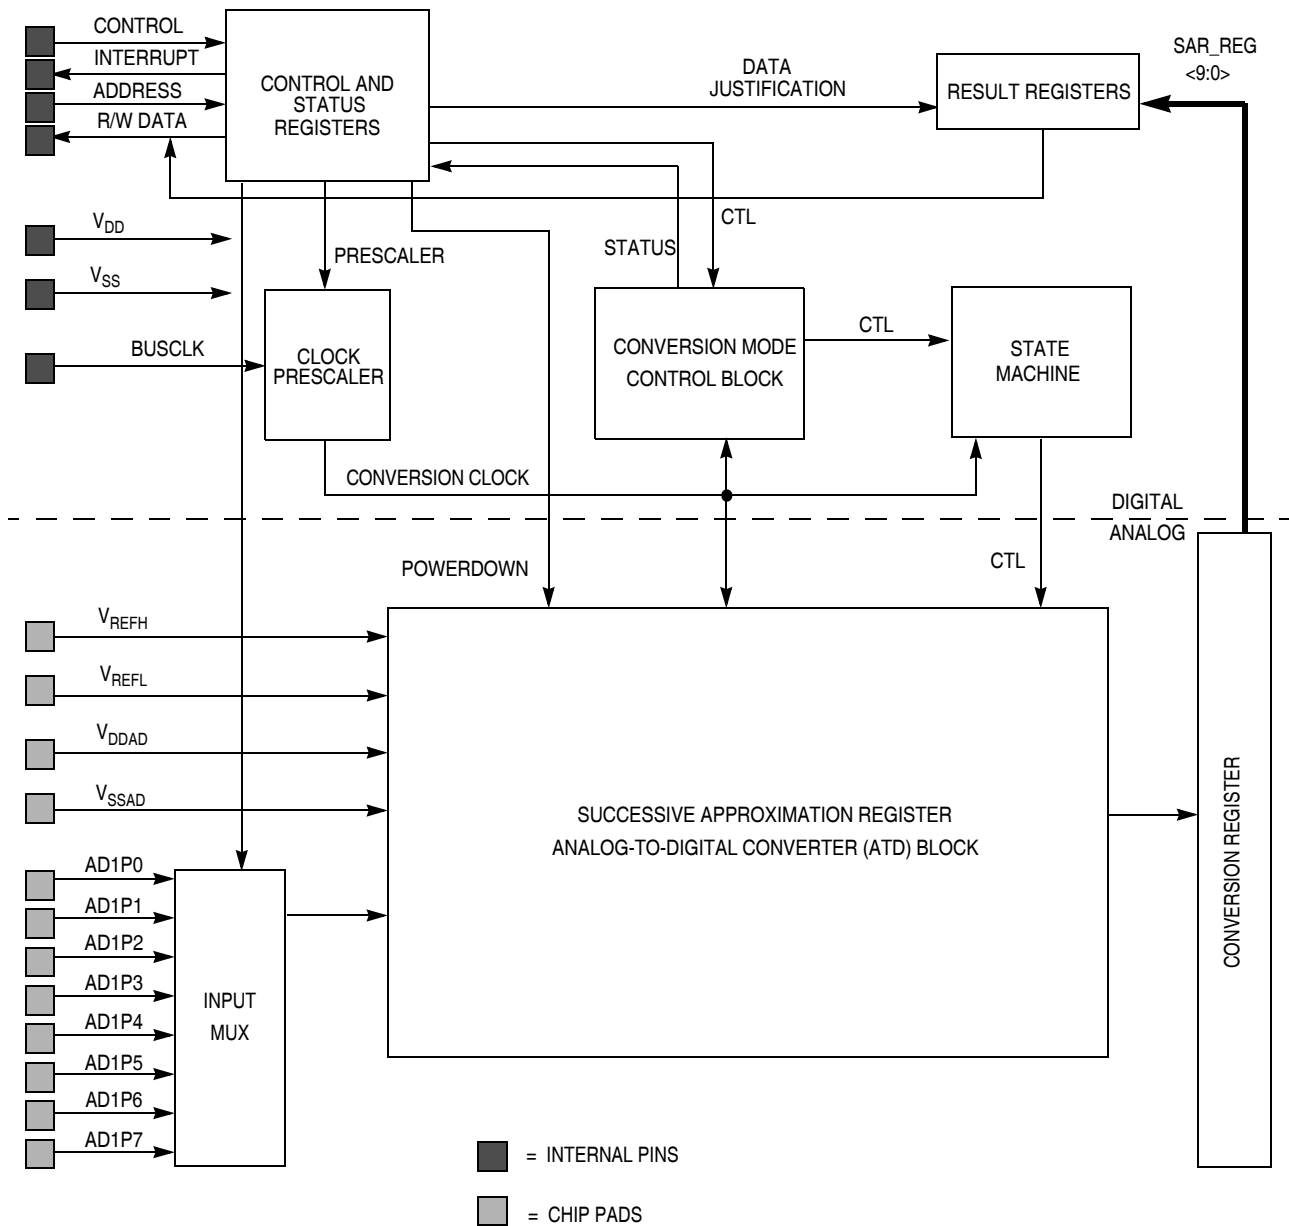 CONTROL
INTERRUPT
ADDRESS
R/W DATA
CONTROL AND
STATUS
REGISTERS
DATA
JUSTIFICATION
RESULT REGISTERS
SAR_REG
<9:0>
VDD
VSS
PRESCALER
STATUS
CTL
BUSCLK
CLOCK
PRESCALER
CONVERSION MODE
CONTROL BLOCK
CTL
STATE
MACHINE
CONVERSION CLOCK
DIGITAL
ANALOG
POWERDOWN
CTL
VREFH
VREFL
VDDAD
VSSAD
SUCCESSIVE APPROXIMATION REGISTER
ANALOG-TO-DIGITAL CONVERTER (ATD) BLOCK
CONVERSION REGISTER
AD1P0
AD1P1
AD1P2
AD1P3
AD1P4
AD1P5
AD1P6
AD1P7
INPUT
MUX
= INTERNAL PINS
= CHIP PADS